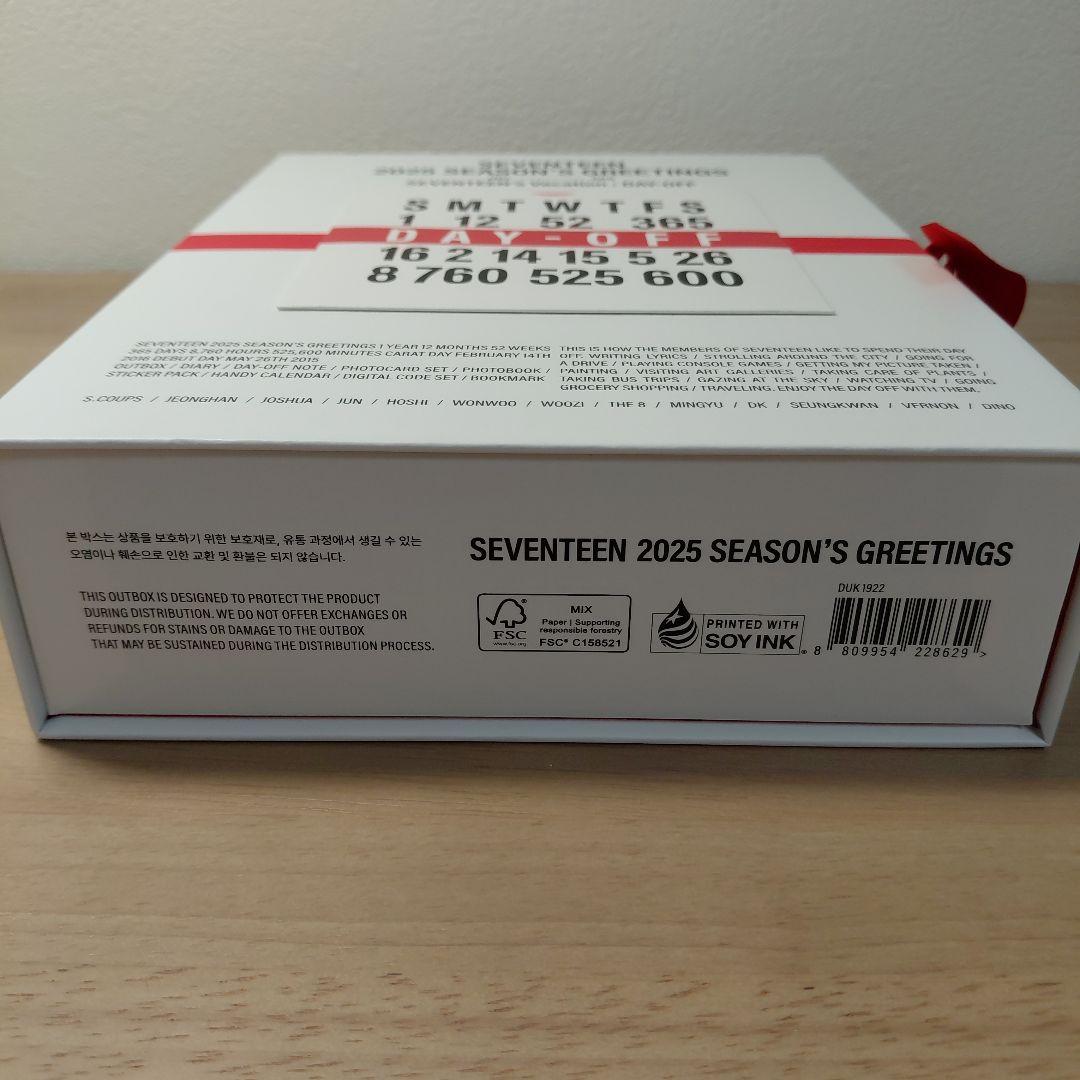 SEVENTEEN
2025 SEASON'S GREETINGS
SEVENTEEN'S Vacation : DAY-OFF
S M T W T F S
1 12 52 365
DAY-OFF
16 2 14 15 5 26
8 760 525 600
SEVENTEEN 2025 SEASON'S GREETINGS 1 YEAR 12 MONTHS 52 WEEKS
365 DAYS 8,760 HOURS 525,600 MINUTES CARAT DAY FEBRUARY 14TH
2016 DEBUT DAY MAY 26TH 2015
OUTBOX / DIARY / DAY-OFF NOTE / PHOTOCARD SET / PHOTOBOOK /
STICKER PACK / HANDY CALENDAR / DIGITAL CODE SET / BOOKMARK
THIS IS HOW THE MEMBERS OF SEVENTEEN LIKE TO SPEND THEIR DAY
OFF. WRITING LYRICS / STROLLING AROUND THE CITY / GOING FOR
A DRIVE / PLAYING CONSOLE GAMES / GETTING MY PICTURE TAKEN /
PAINTING / VISITING ART GALLERIES / TAKING CARE OF PLANTS /
TAKING BUS TRIPS / GAZING AT THE SKY / WATCHING TV / GOING
GROCERY SHOPPING / TRAVELING. ENJOY THE DAY OFF WITH THEM.
S.COUPS / JEONGHAN / JOSHUA / JUN / HOSHI / WONWOO / WOOZI / THE 8 / MINGYU / DK / SEUNGKWAN / VERNON / DINO
본 박스는 상품을 보호하기 위한 보호재로, 유통 과정에서 생길 수 있는
오염이나 훼손으로 인한 교환 및 환불은 되지 않습니다.
THIS OUTBOX IS DESIGNED TO PROTECT THE PRODUCT
DURING DISTRIBUTION. WE DO NOT OFFER EXCHANGES OR
REFUNDS FOR STAINS OR DAMAGE TO THE OUTBOX
THAT MAY BE SUSTAINED DURING THE DISTRIBUTION PROCESS.
SEVENTEEN 2025 SEASON'S GREETINGS
FSC
www.fsc.org
MIX
Paper | Supporting
responsible forestry
FSC® C158521
PRINTED WITH
SOY INK®
DUK1922
8 809954 228629 >